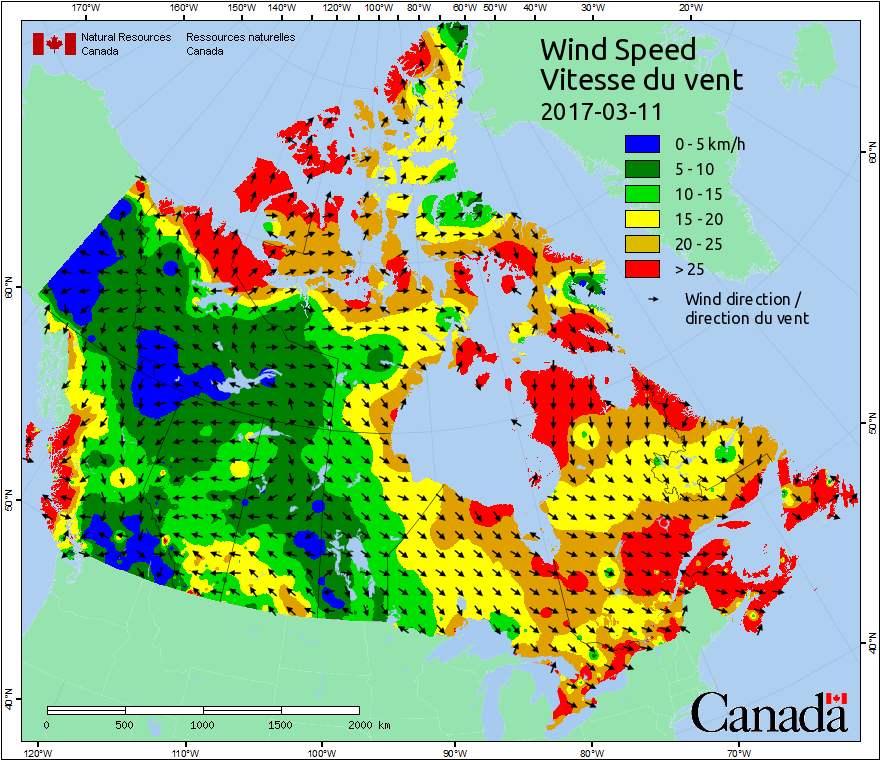 170°W 160°W 150°W 140°W 120°W 100°W 80°W 60°W 50°W 40°W 30°W 20°W
Natural Resources Ressources naturelles
Canada Canada
Wind Speed
Vitesse du vent
2017-03-11
0 - 5 km/h
5 - 10
10 - 15
15 - 20
20 - 25
> 25
Wind direction /
direction du vent
60°N
60°N
50°N
50°N
40°N
40°N
Canada
0 500 1000 1500 2000 km
120°W 110°W 100°W 90°W 80°W 70°W